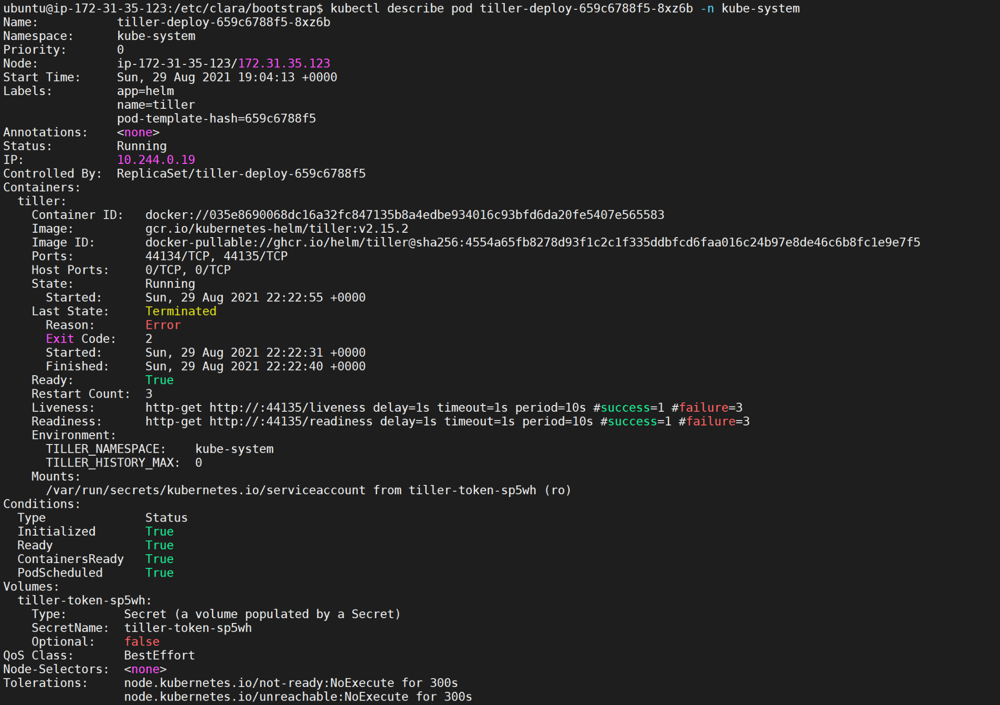 ubuntu@ip-172-31-35-123:/etc/clara/bootstrap$ kubectl describe pod tiller-deploy-659c6788f5-8xz6b -n kube-system
Name:           tiller-deploy-659c6788f5-8xz6b
Namespace:      kube-system
Priority:       0
Node:           ip-172-31-35-123/172.31.35.123
Start Time:     Sun, 29 Aug 2021 19:04:13 +0000
Labels:         app=helm
                name=tiller
                pod-template-hash=659c6788f5
Annotations:    <none>
Status:         Running
IP:             10.244.0.19
Controlled By:  ReplicaSet/tiller-deploy-659c6788f5
Containers:
  tiller:
    Container ID:   docker://035e8690068dc16a32fc847135b8a4edbe934016c93bfd6da20fe5407e565583
    Image:          gcr.io/kubernetes-helm/tiller:v2.15.2
    Image ID:       docker-pullable://ghcr.io/helm/tiller@sha256:4554a65fb8278d93f1c2c1f335ddbfcd6faa016c24b97e8de46c6b8fc1e9e7f5
    Ports:          44134/TCP, 44135/TCP
    Host Ports:     0/TCP, 0/TCP
    State:          Running
      Started:      Sun, 29 Aug 2021 22:22:55 +0000
    Last State:     Terminated
      Reason:       Error
      Exit Code:    2
      Started:      Sun, 29 Aug 2021 22:22:31 +0000
      Finished:     Sun, 29 Aug 2021 22:22:40 +0000
    Ready:          True
    Restart Count:  3
    Liveness:       http-get http://:44135/liveness delay=1s timeout=1s period=10s #success=1 #failure=3
    Readiness:      http-get http://:44135/readiness delay=1s timeout=1s period=10s #success=1 #failure=3
    Environment:
      TILLER_NAMESPACE:    kube-system
      TILLER_HISTORY_MAX:  0
    Mounts:
      /var/run/secrets/kubernetes.io/serviceaccount from tiller-token-sp5wh (ro)
Conditions:
  Type              Status
  Initialized       True
  Ready             True
  ContainersReady   True
  PodScheduled      True
Volumes:
  tiller-token-sp5wh:
    Type:        Secret (a volume populated by a Secret)
    SecretName:  tiller-token-sp5wh
    Optional:    false
QoS Class:       BestEffort
Node-Selectors:  <none>
Tolerations:     node.kubernetes.io/not-ready:NoExecute for 300s
                 node.kubernetes.io/unreachable:NoExecute for 300s